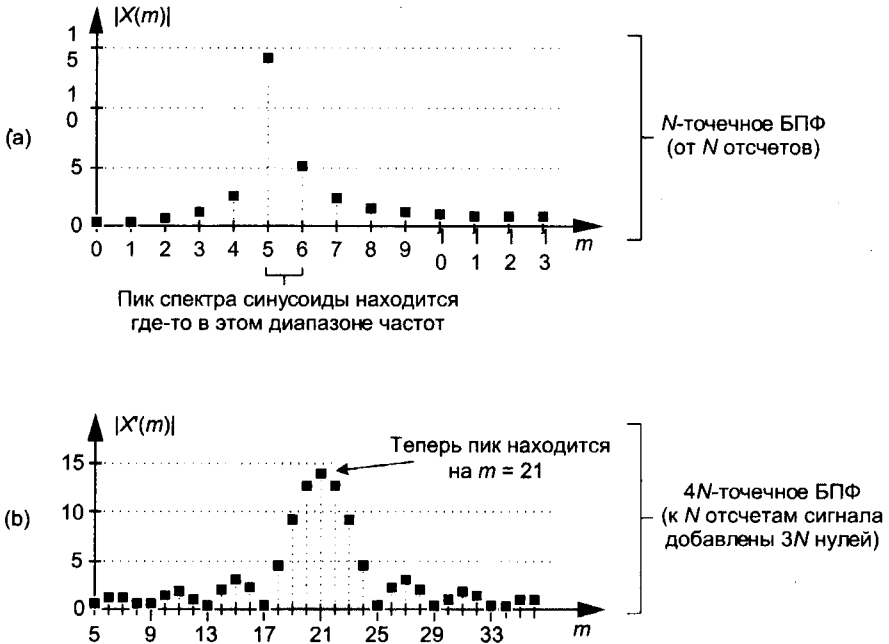 |X(m)|
1
5
1
0
5
0
(a)
0 1 2 3 4 5 6 7 8 9 1 1 1 1 m
0 1 2 3
Пик спектра синусоиды находится
где-то в этом диапазоне частот
N-точечное БПФ
(от N отсчетов)
|X'(m)|
15
10
5
0
(b)
Теперь пик находится
на m = 21
5 9 13 17 21 25 29 33 m
4N-точечное БПФ
(к N отсчетам сигнала
добавлены 3N нулей)